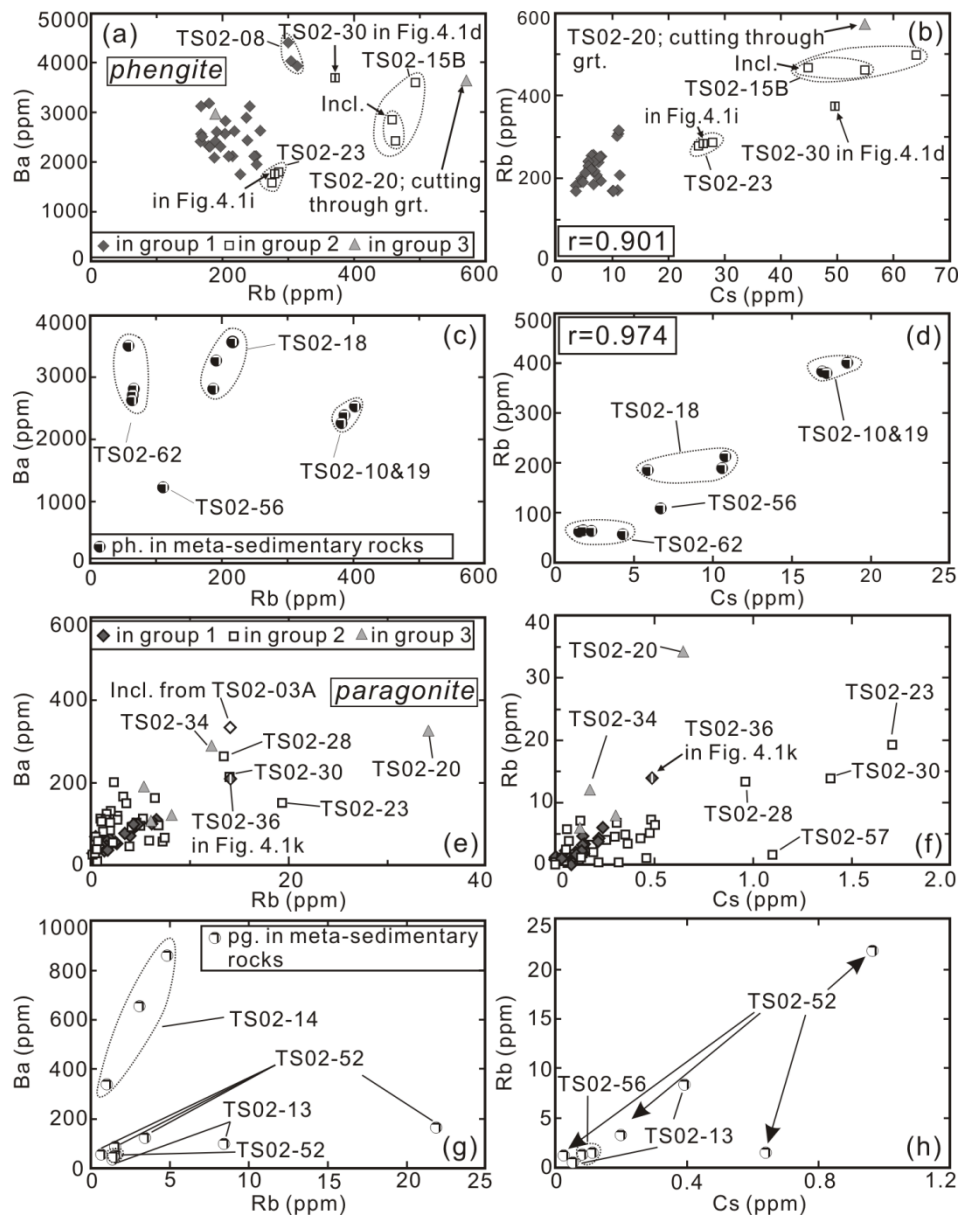 (a)
TS02-08
TS02-30 in Fig.4.1d
TS02-15B
phengite
Incl.
TS02-23
in Fig.4.1i
TS02-20; cutting
through grt.
in group 1 in group 2 in group 3
5000
4000
3000
2000
1000
0
Ba (ppm)
0 200 400 600
Rb (ppm)
(b)
TS02-20; cutting through
grt.
Incl.
TS02-15B
in Fig.4.1i
TS02-30 in Fig.4.1d
TS02-23
r=0.901
600
400
200
0
Rb (ppm)
0 10 20 30 40 50 60 70
Cs (ppm)
(c)
TS02-18
TS02-62
TS02-10&19
TS02-56
ph. in meta-sedimentary rocks
4000
3000
2000
1000
0
Ba (ppm)
0 200 400 600
Rb (ppm)
(d)
r=0.974
TS02-18
TS02-10&19
TS02-56
TS02-62
500
400
300
200
100
0
Rb (ppm)
0 5 10 15 20 25
Cs (ppm)
in group 1 in group 2 in group 3
Incl. from TS02-03A
paragonite
TS02-34
TS02-28
TS02-30
TS02-20
TS02-23
TS02-36
in Fig. 4.1k
(e)
600
400
200
0
Ba (ppm)
0 20 40
Rb (ppm)
TS02-20
TS02-23
TS02-34
TS02-36
in Fig. 4.1k
TS02-30
TS02-28
TS02-57
(f)
40
35
30
25
20
15
10
5
0
Rb (ppm)
0 0.5 1.0 1.5 2.0
Cs (ppm)
pg. in meta-sedimentary
rocks
TS02-14
TS02-52
TS02-13
TS02-52
(g)
1000
800
600
400
200
0
Ba (ppm)
0 5 10 15 20 25
Rb (ppm)
TS02-52
TS02-56
TS02-13
(h)
25
20
15
10
5
0
Rb (ppm)
0 0.4 0.8 1.2
Cs (ppm)